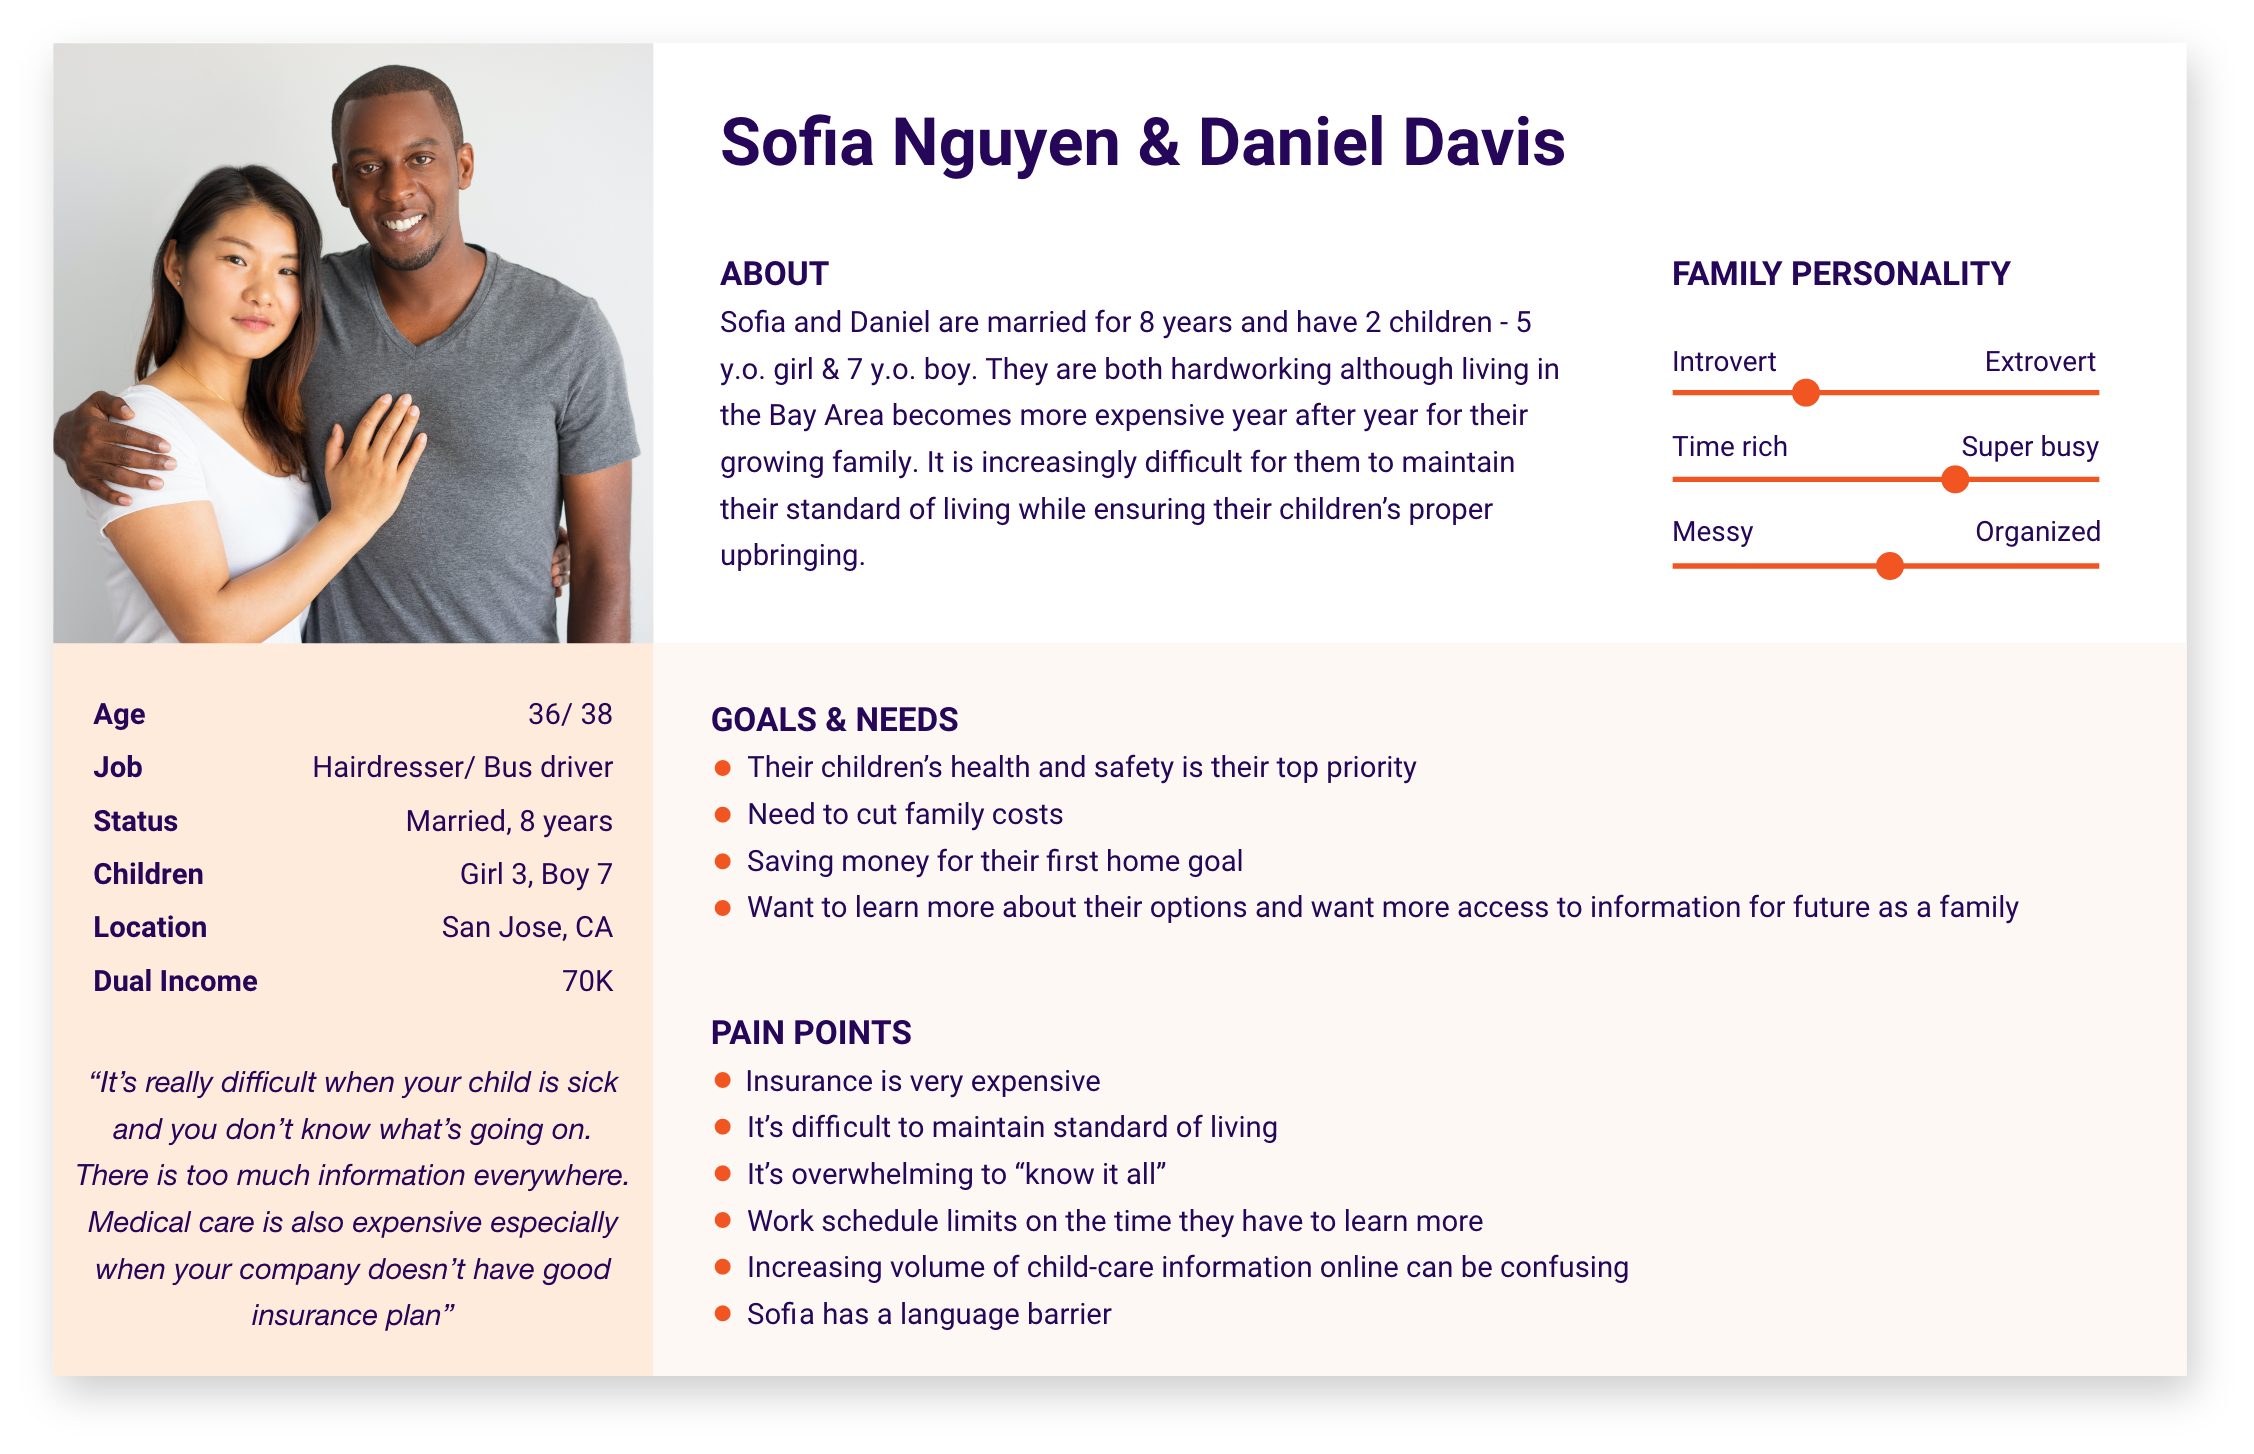 Sofia Nguyen & Daniel Davis
ABOUT
Sofia and Daniel are married for 8 years and have 2 children - 5
y.o. girl & 7 y.o. boy. They are both hardworking although living in
the Bay Area becomes more expensive year after year for their
growing family. It is increasingly difficult for them to maintain
their standard of living while ensuring their children’s proper
upbringing.
FAMILY PERSONALITY
Introvert Extrovert
Time rich Super busy
Messy Organized
Age 36/ 38
Job Hairdresser/ Bus driver
Status Married, 8 years
Children Girl 3, Boy 7
Location San Jose, CA
Dual Income 70K
“It’s really difficult when your child is sick
and you don’t know what’s going on.
There is too much information everywhere.
Medical care is also expensive especially
when your company doesn’t have good
insurance plan”
GOALS & NEEDS
Their children’s health and safety is their top priority
Need to cut family costs
Saving money for their first home goal
Want to learn more about their options and want more access to information for future as a family
PAIN POINTS
Insurance is very expensive
It’s difficult to maintain standard of living
It’s overwhelming to “know it all”
Work schedule limits on the time they have to learn more
Increasing volume of child-care information online can be confusing
Sofia has a language barrier